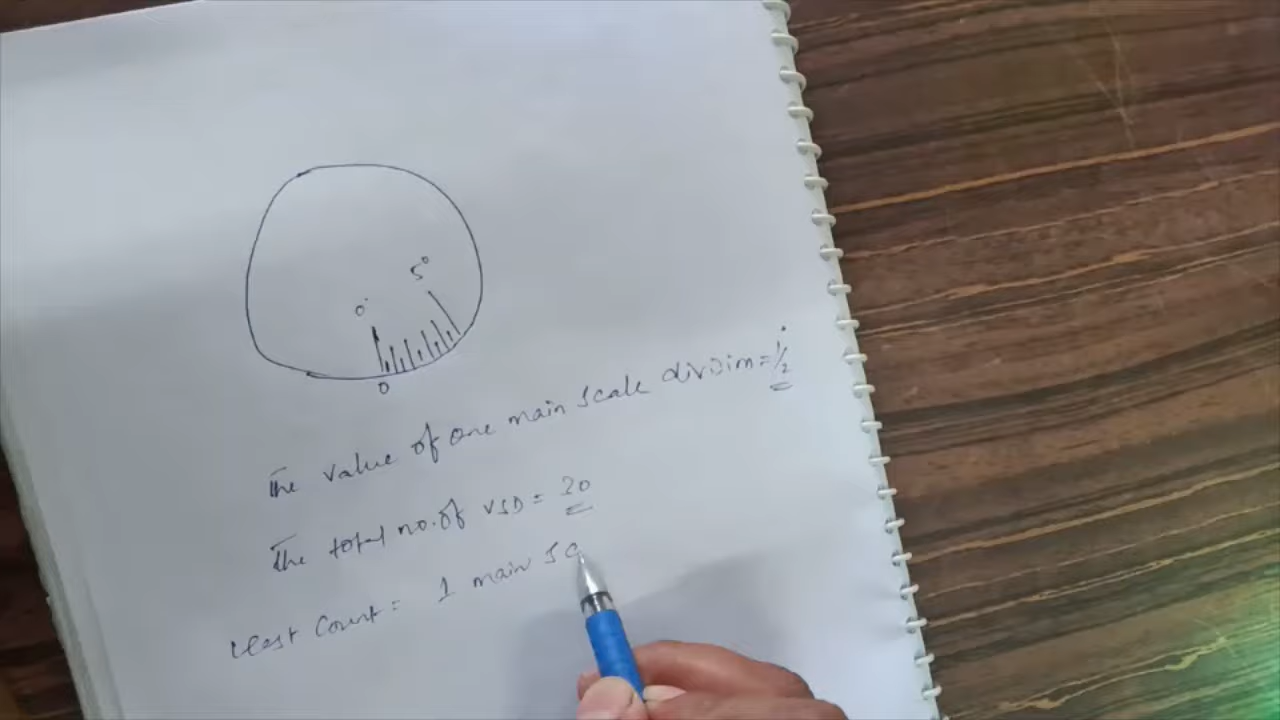 5°
0°
0
The value of one main scale division = 1/2°
The total no. of VSD = 30
Least Count = 1 main sc